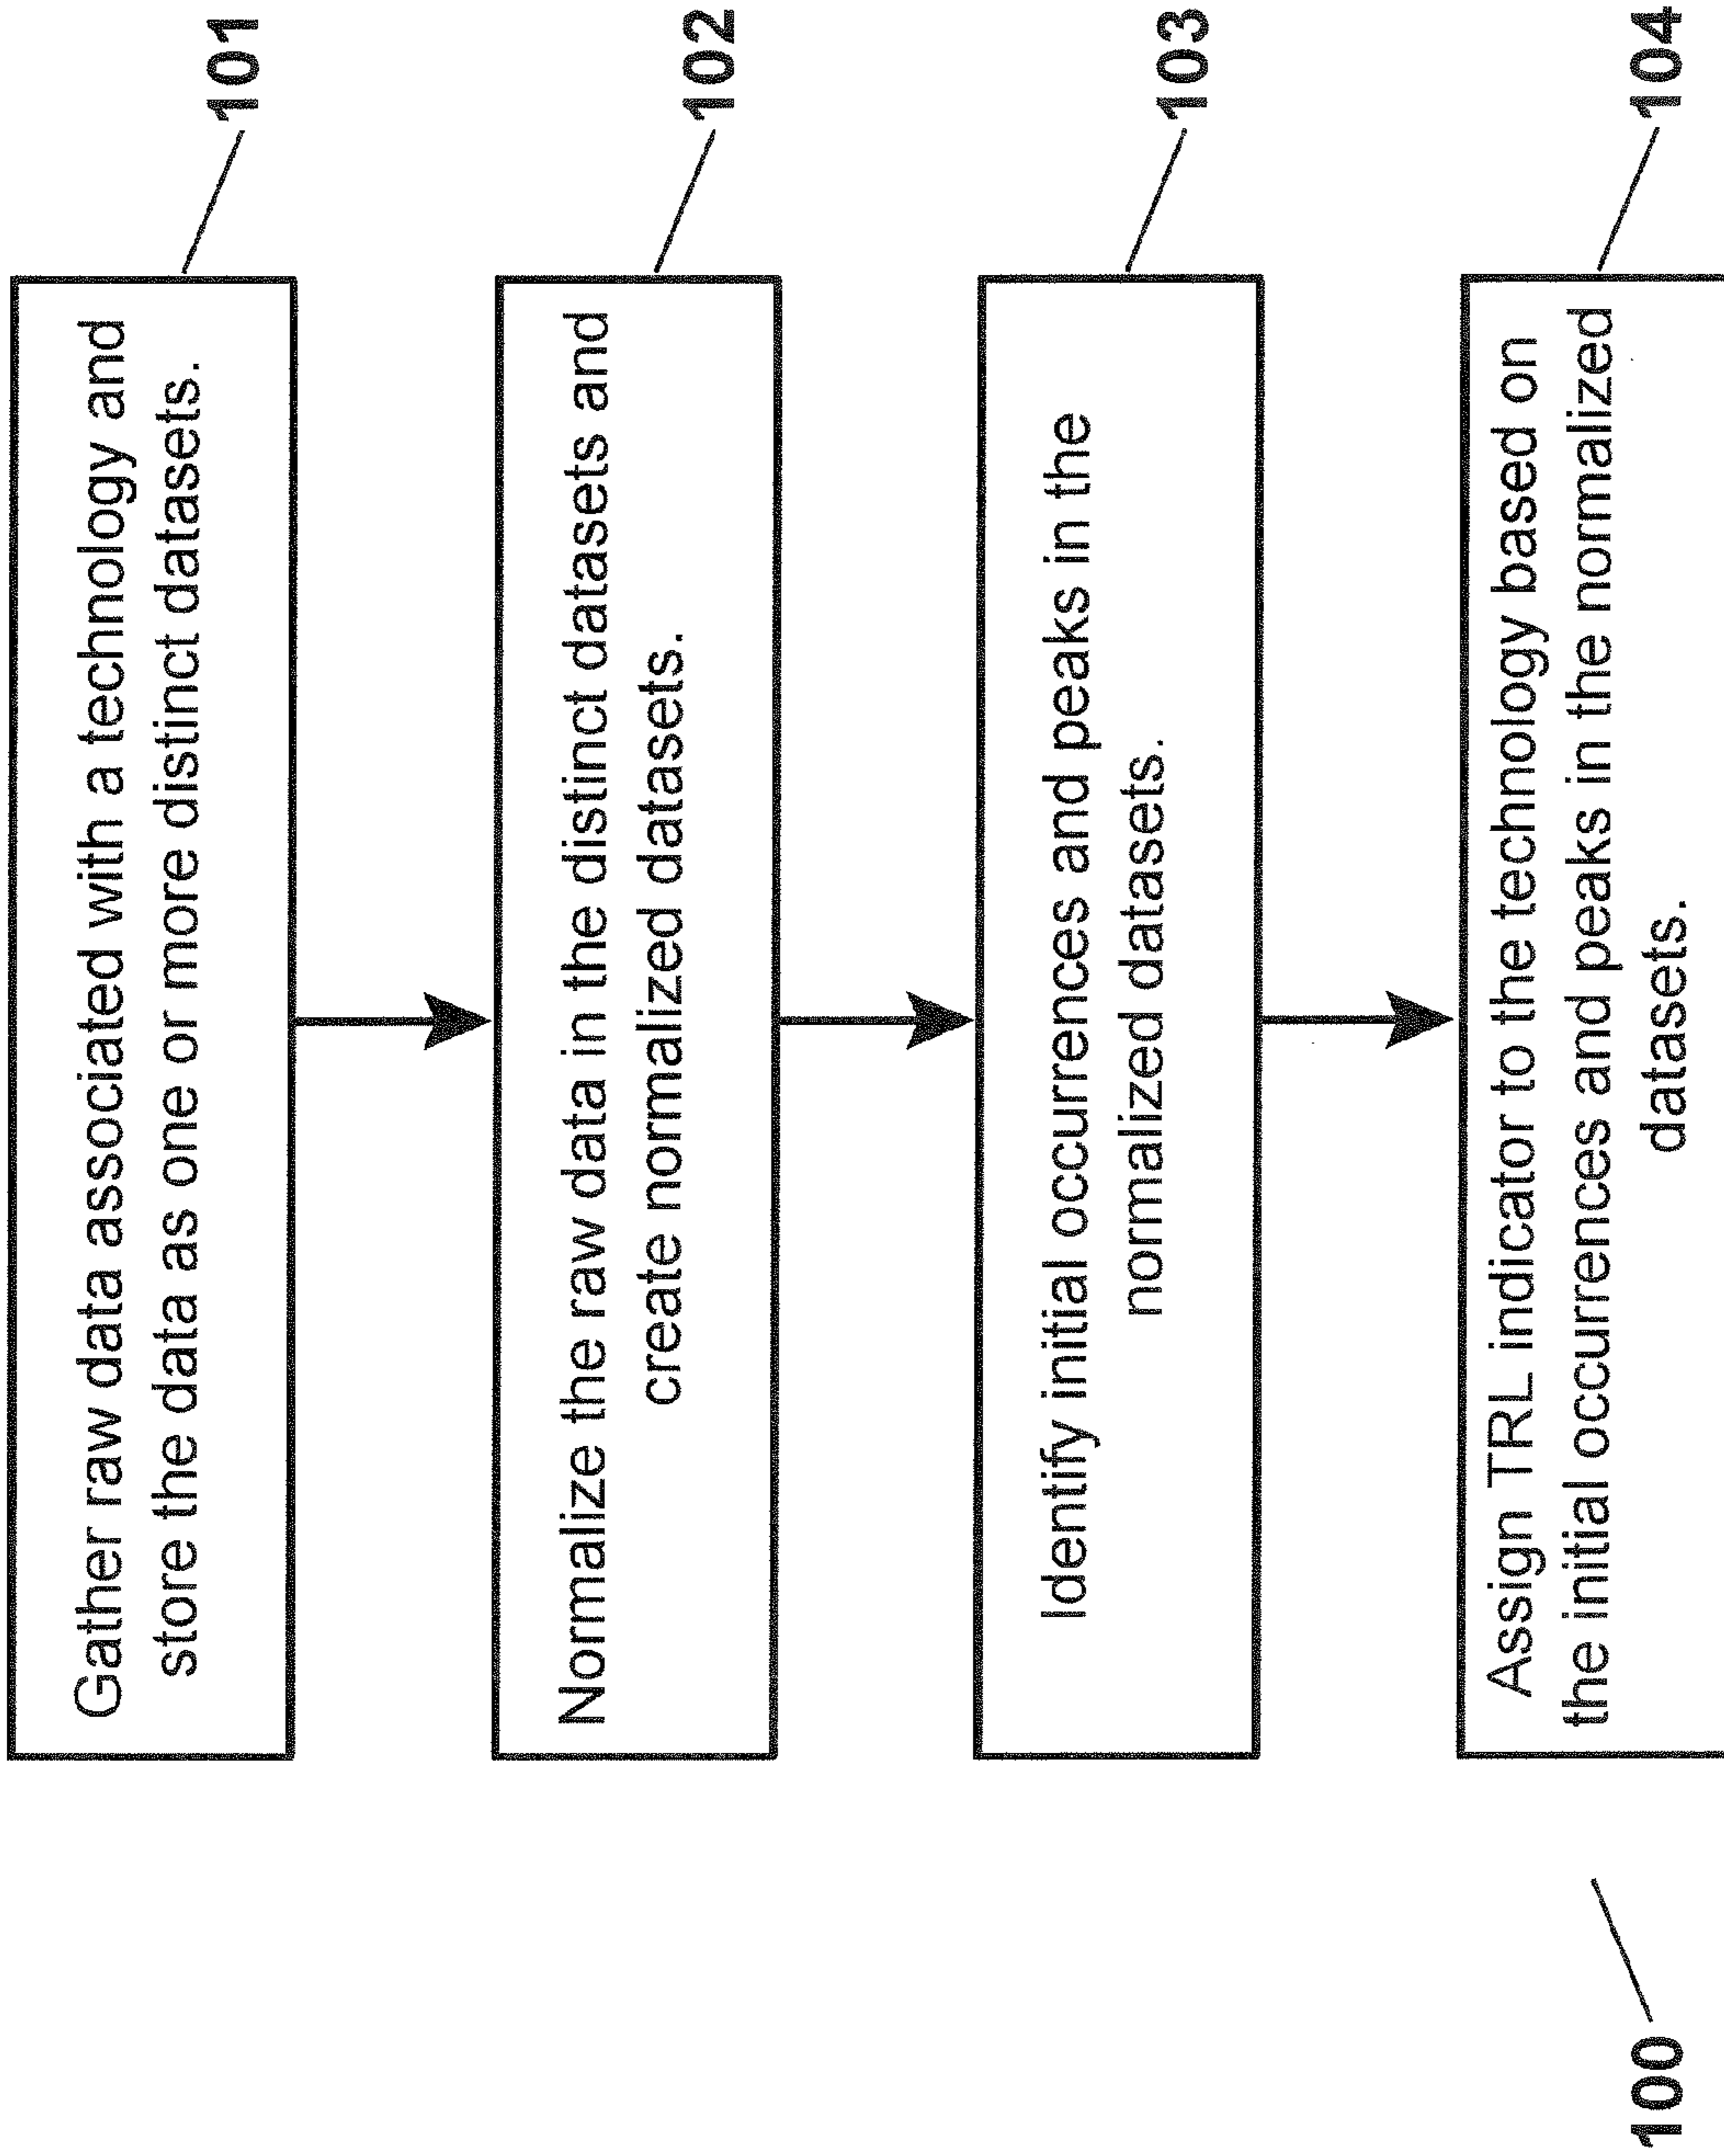 Gather raw data associated with a technology and
store the data as one or more distinct datasets.
101
Normalize the raw data in the distinct datasets and
create normalized datasets.
102
Identify initial occurrences and peaks in the
normalized datasets.
103
Assign TRL indicator to the technology based on
the initial occurrences and peaks in the normalized
datasets.
104
100